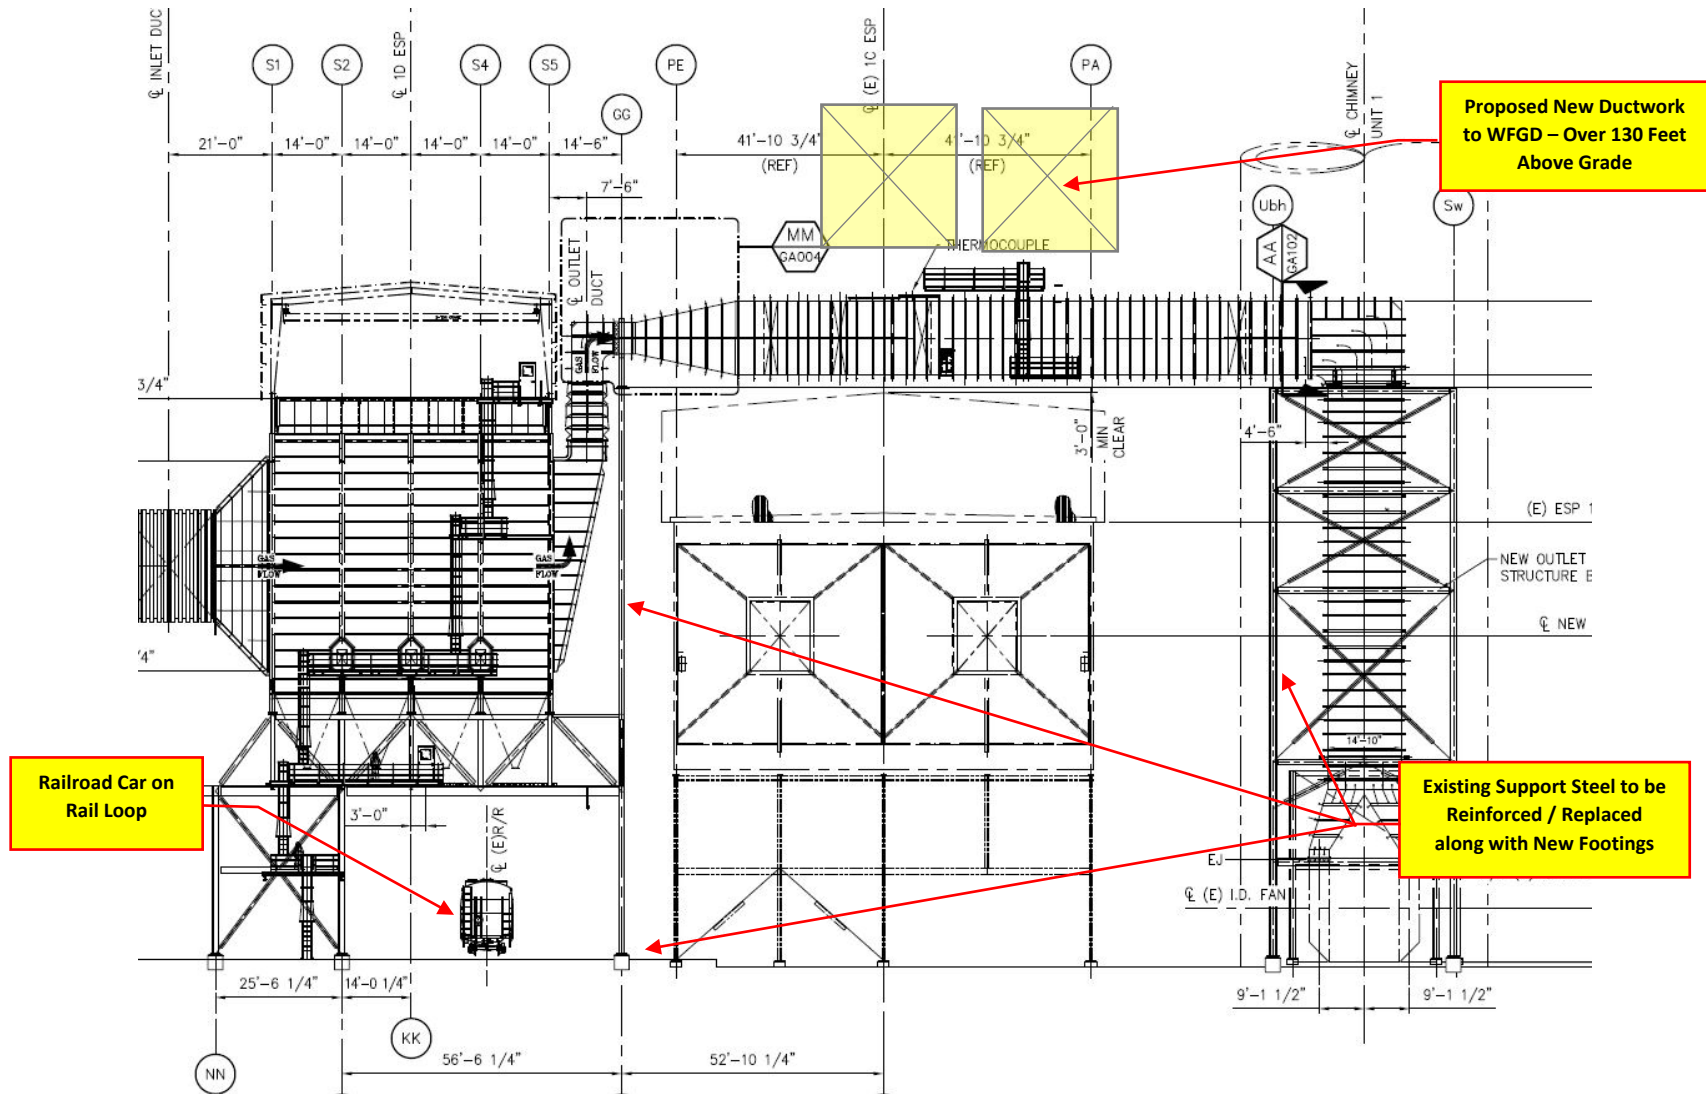 ℄ INLET DUC
S1
S2
℄ 1D ESP
S4
S5
GG
PE
℄ (E) 1C ESP
PA
℄ CHIMNEY
UNIT 1
Proposed New Ductwork
to WFGD – Over 130 Feet
Above Grade
21'-0"
14'-0"
14'-0"
14'-0"
14'-0"
14'-6"
41'-10 3/4'
(REF)
41'-10 3/4"
(REF)
7'-6"
Ubh
Sw
MM
GA004
THERMOCOUPLE
AA
GA102
℄ OUTLET
DUCT
GAS
FLOW
3/4"
4'-6"
3'-0"
MIN
CLEAR
(E) ESP 1
GAS
FLOW
GAS
FLOW
NEW OUTLET
STRUCTURE B
℄ NEW
/4"
14'-10"
Railroad Car on
Rail Loop
3'-0"
℄ (E)R/R
Existing Support Steel to be
Reinforced / Replaced
along with New Footings
EJ
℄ (E) I.D. FAN
25'-6 1/4"
14'-0 1/4"
9'-1 1/2"
9'-1 1/2"
KK
NN
56'-6 1/4"
52'-10 1/4"